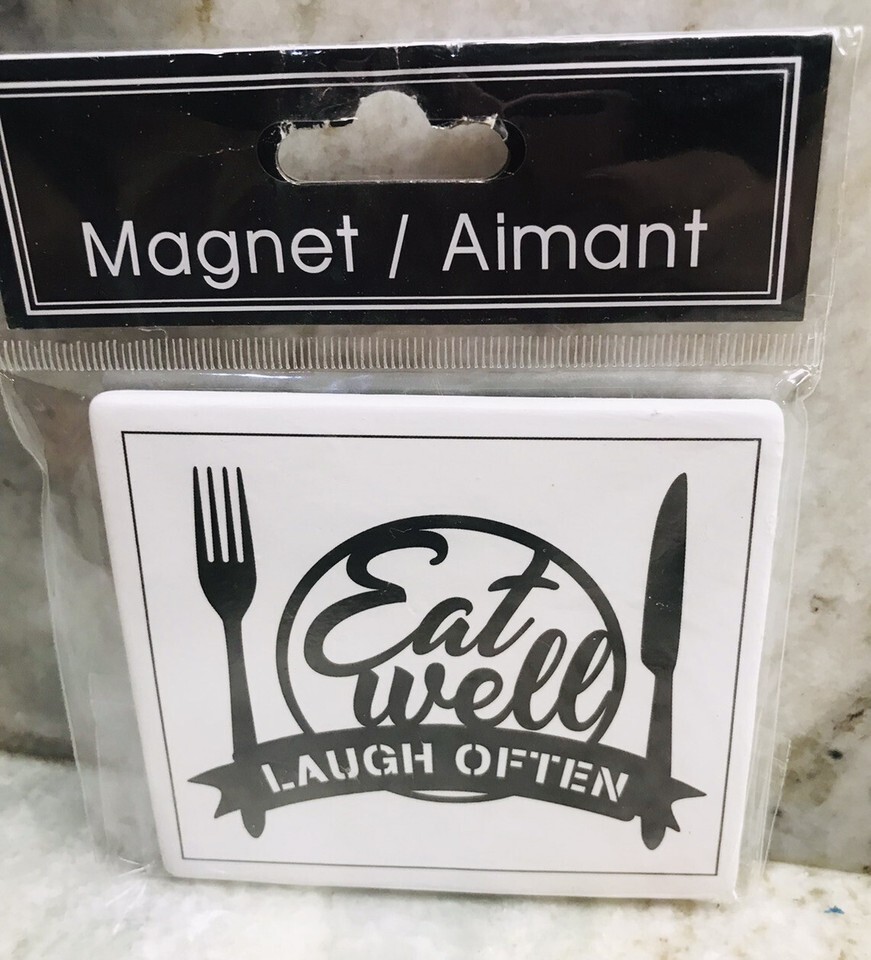 Magnet / Aimant
Eat
well
LAUGH OFTEN